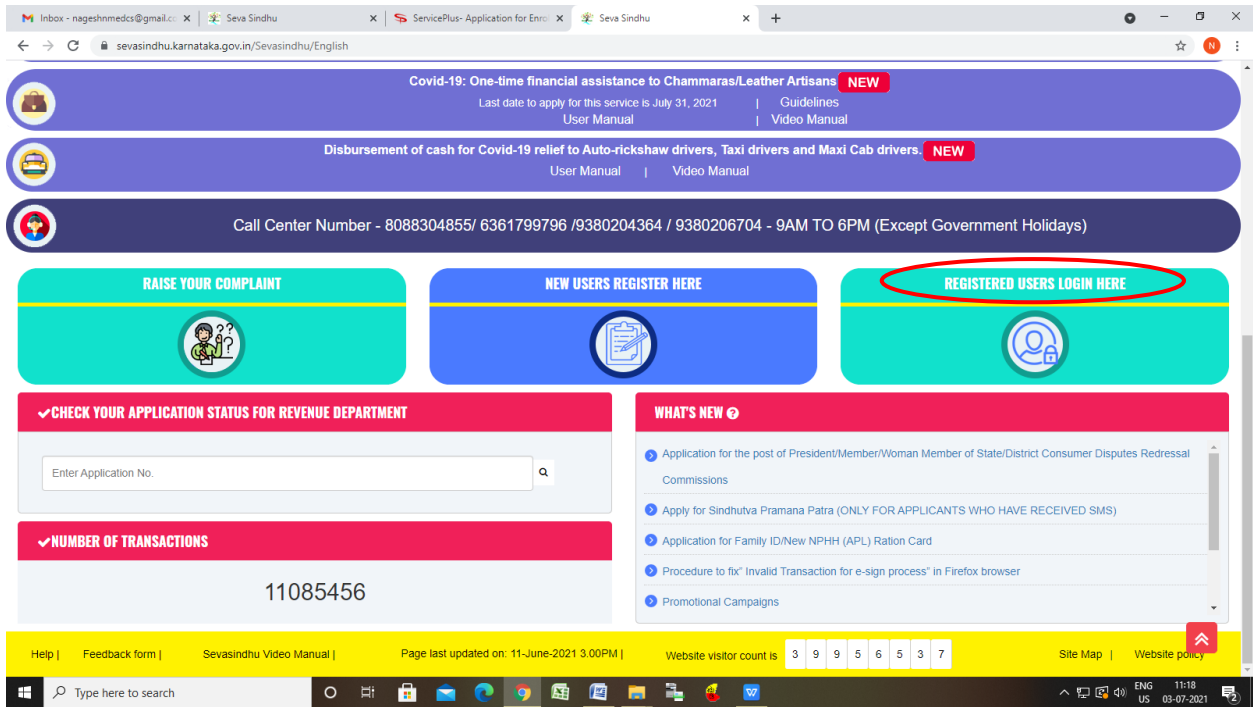 Inbox - nageshnmedcs@gmail.cc
Seva Sindhu
ServicePlus- Application for Enro
Seva Sindhu
sevasindhu.karnataka.gov.in/Sevasindhu/English
N
Covid-19: One-time financial assistance to Chammaras/Leather Artisans NEW
Last date to apply for this service is July 31, 2021 | Guidelines
User Manual | Video Manual
Disbursement of cash for Covid-19 relief to Auto-rickshaw drivers, Taxi drivers and Maxi Cab drivers. NEW
User Manual | Video Manual
Call Center Number - 8088304855/ 6361799796 /9380204364 / 9380206704 - 9AM TO 6PM (Except Government Holidays)
RAISE YOUR COMPLAINT
NEW USERS REGISTER HERE
REGISTERED USERS LOGIN HERE
CHECK YOUR APPLICATION STATUS FOR REVENUE DEPARTMENT
Enter Application No.
NUMBER OF TRANSACTIONS
11085456
WHAT'S NEW
Application for the post of President/Member/Woman Member of State/District Consumer Disputes Redressal
Commissions
Apply for Sindhutva Pramana Patra (ONLY FOR APPLICANTS WHO HAVE RECEIVED SMS)
Application for Family ID/New NPHH (APL) Ration Card
Procedure to fix" Invalid Transaction for e-sign process" in Firefox browser
Promotional Campaigns
Help | Feedback form | Sevasindhu Video Manual | Page last updated on: 11-June-2021 3.00PM | Website visitor count is 3 9 9 5 6 5 3 7 Site Map | Website policy
Type here to search
ENG
US
11:18
03-07-2021
2